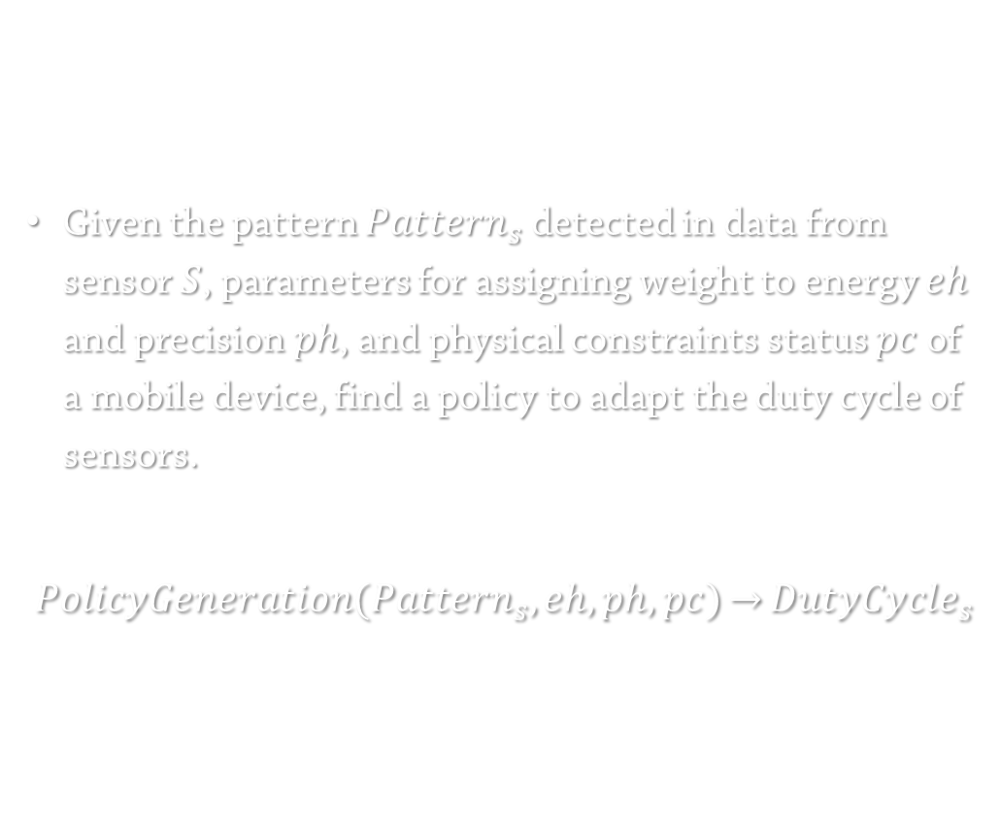 • Given the pattern Pattern_s detected in data from
sensor S, parameters for assigning weight to energy eh
and precision ph, and physical constraints status pc of
a mobile device, find a policy to adapt the duty cycle of
sensors.
PolicyGeneration(Pattern_s, eh, ph, pc) → DutyCycle_s